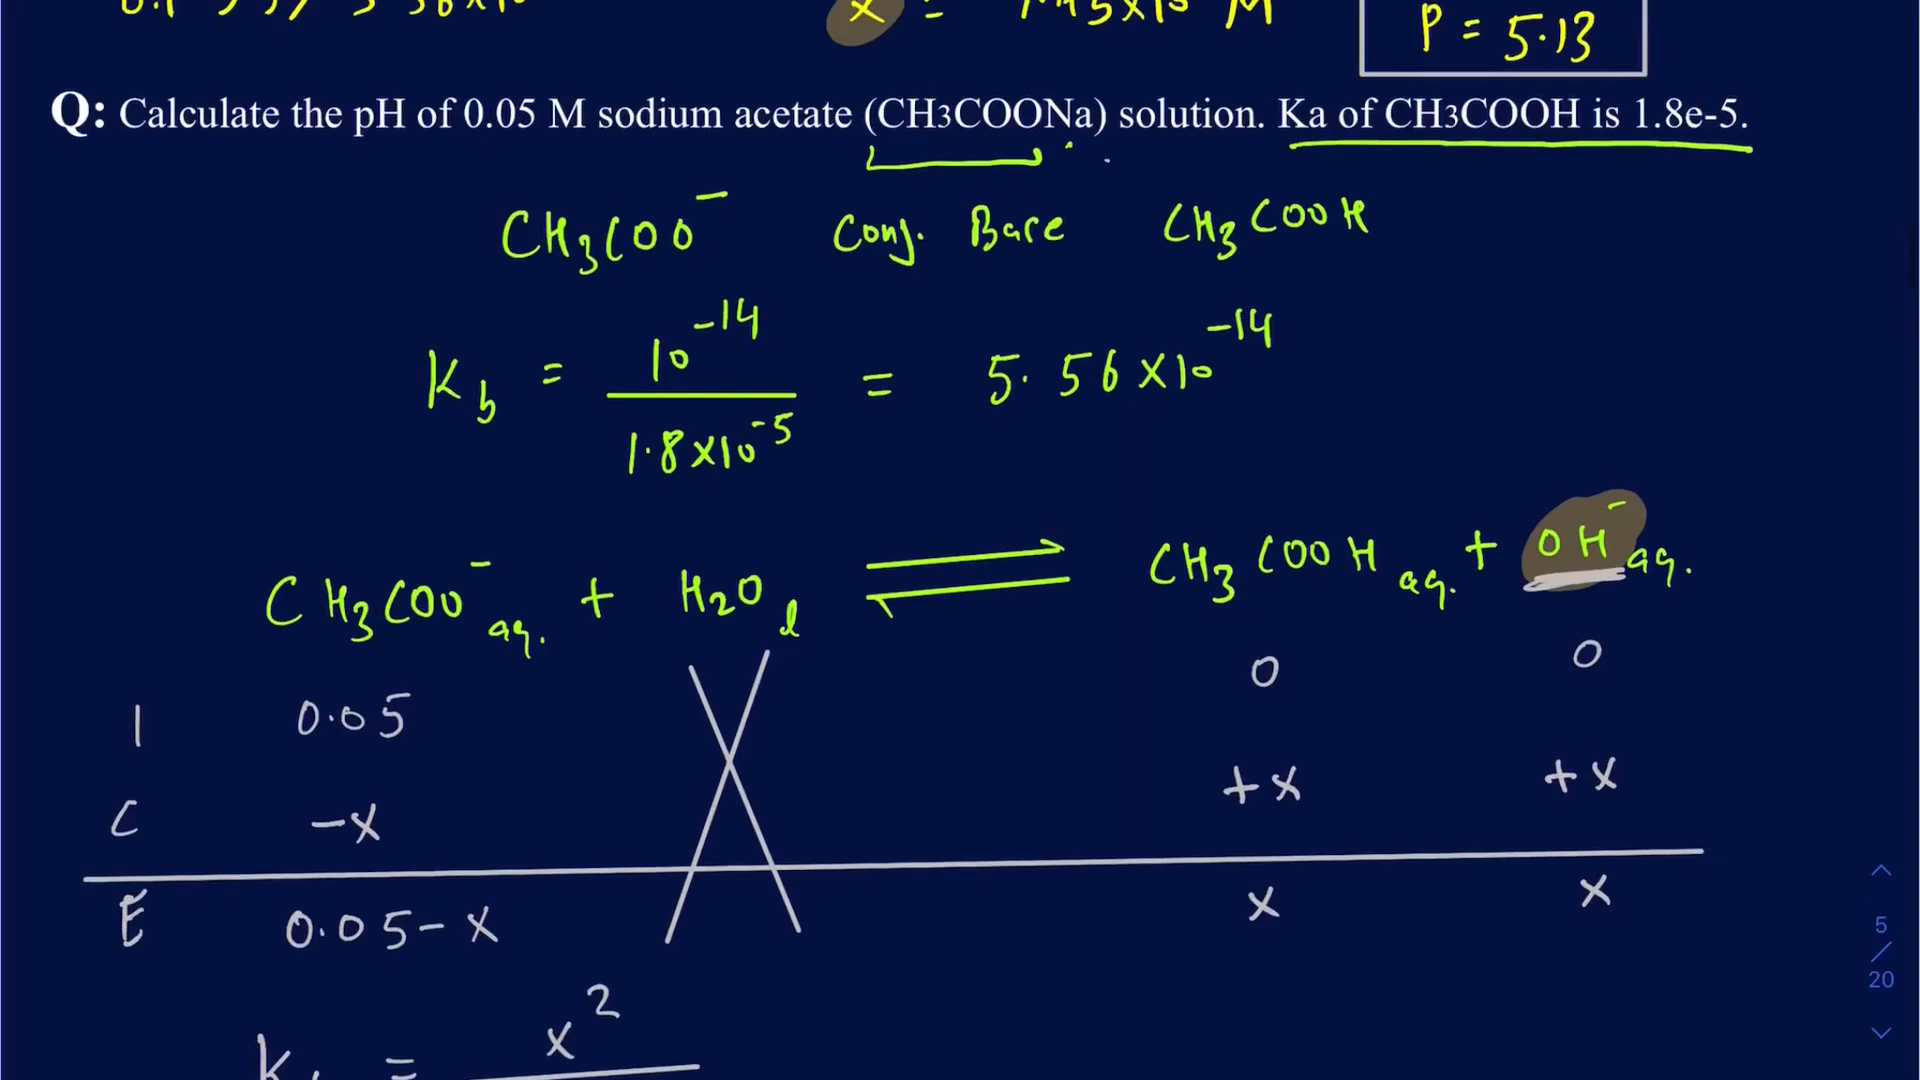 P = 5.13
Q: Calculate the pH of 0.05 M sodium acetate (CH3COONa) solution. Ka of CH3COOH is 1.8e-5.
CH₃COO⁻ Conj. Base CH₃COOH
K_b = 10⁻¹⁴ / 1.8×10⁻⁵ = 5.56×10⁻¹⁴
CH₃COO⁻ aq. + H₂O l ⇌ CH₃COOH aq. + OH⁻ aq.
I 0.05 0 0
C -x +x +x
E 0.05-x x x
x²
=
5
/
20